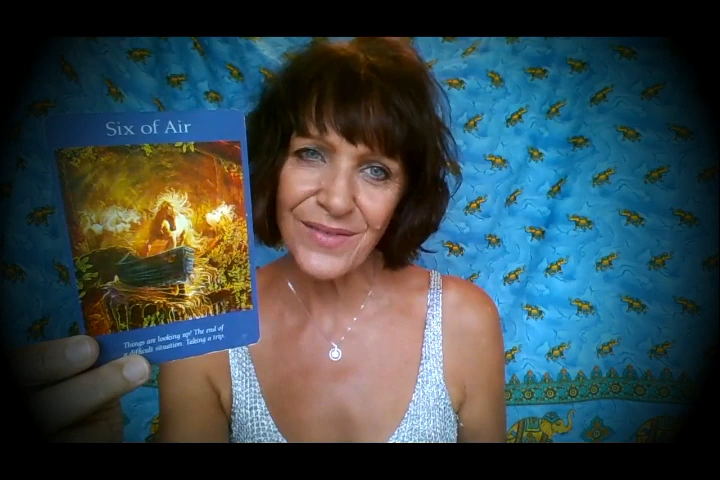 Six of Air
Things are looking up! The end of
a difficult situation. Taking a trip.